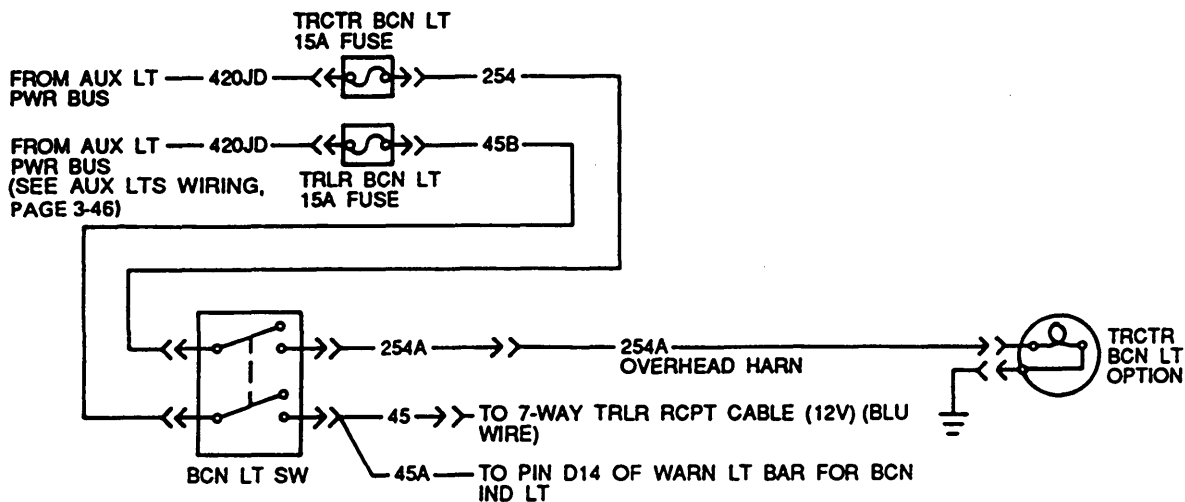 TRCTR BCN LT
15A FUSE
FROM AUX LT
PWR BUS
420JD
254
FROM AUX LT
PWR BUS
(SEE AUX LTS WIRING,
PAGE 3-46)
420JD
45B
TRLR BCN LT
15A FUSE
254A
254A
OVERHEAD HARN
TRCTR
BCN LT
OPTION
45
TO 7-WAY TRLR RCPT CABLE (12V) (BLU
WIRE)
BCN LT SW
45A
TO PIN D14 OF WARN LT BAR FOR BCN
IND LT